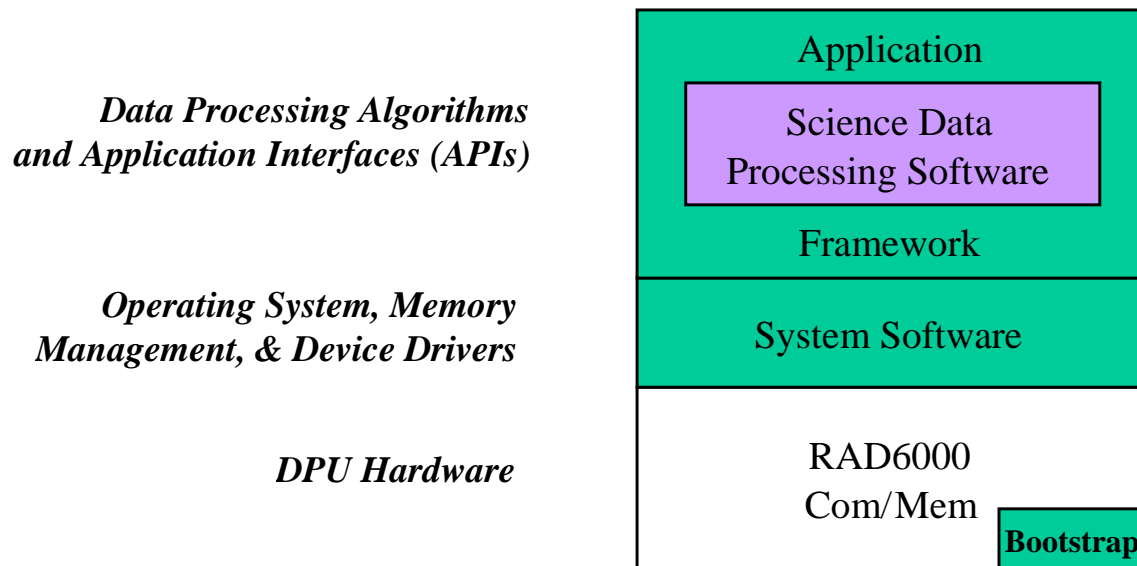 Application
Data Processing Algorithms
and Application Interfaces (APIs)
Science Data
Processing Software
Framework
Operating System, Memory
Management, & Device Drivers
System Software
DPU Hardware
RAD6000
Com/Mem
Bootstrap